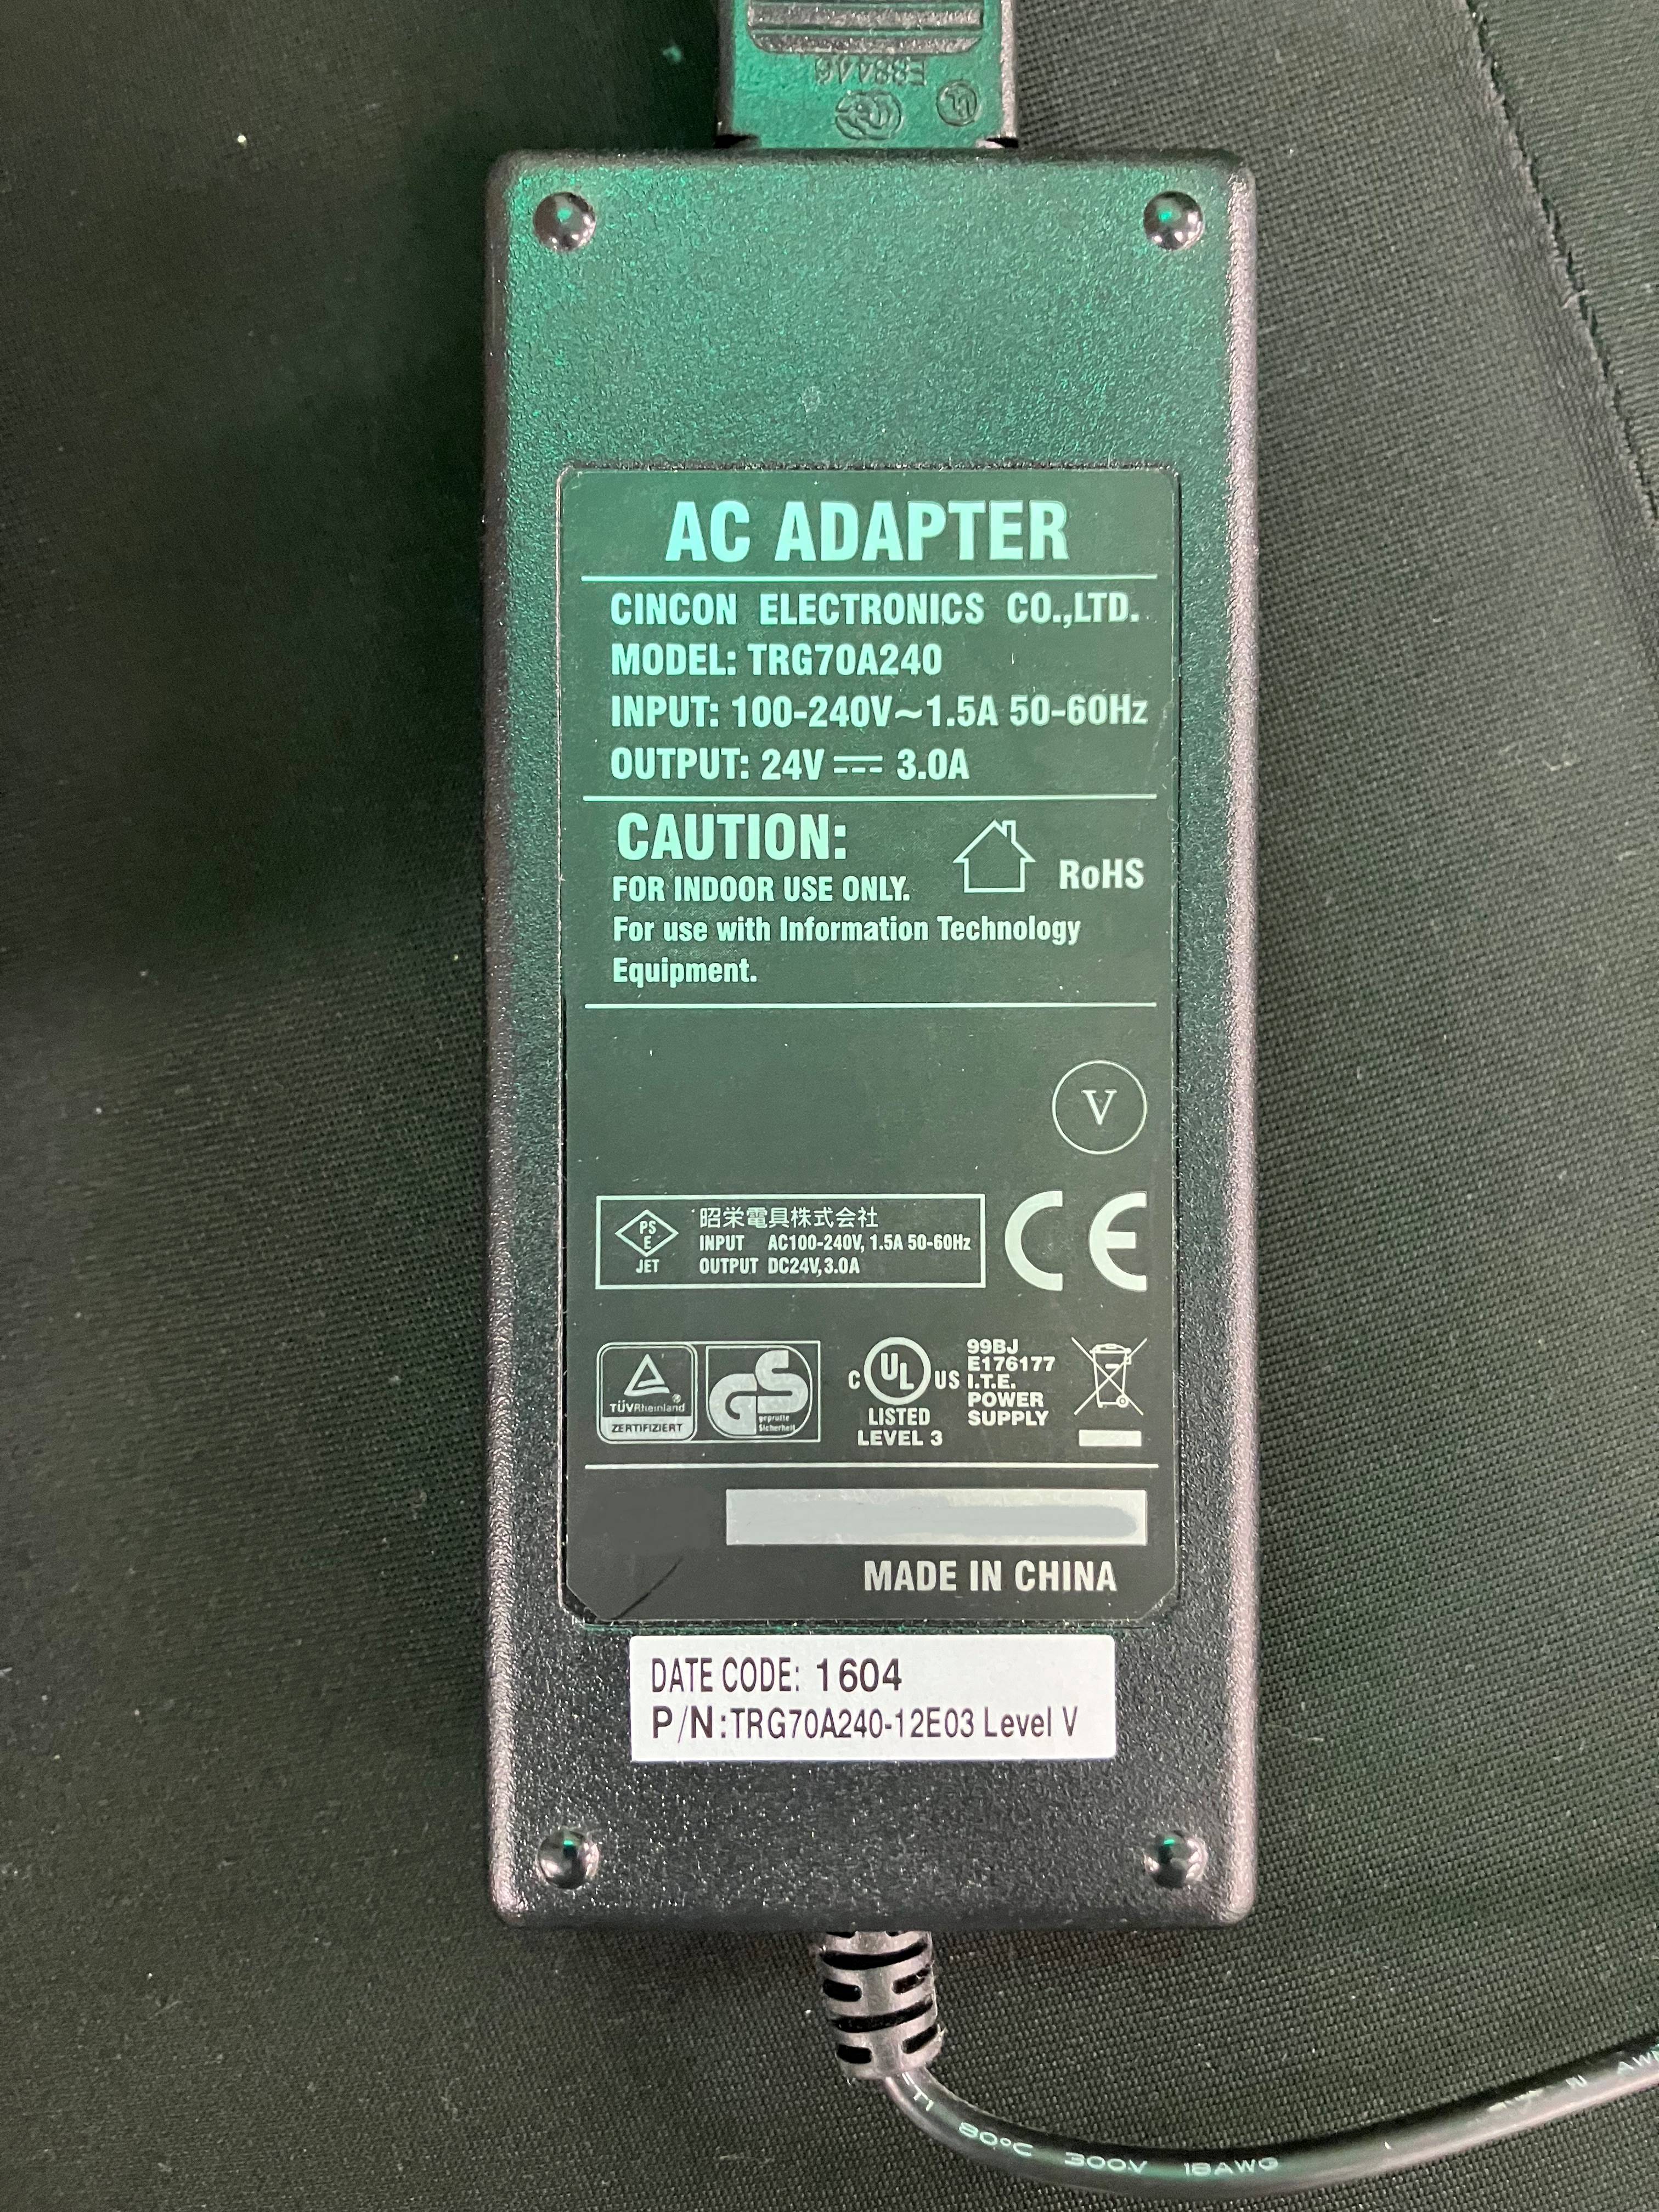 E88446
UL
AC ADAPTER
CINCON ELECTRONICS CO.,LTD.
MODEL: TRG70A240
INPUT: 100-240V~1.5A 50-60Hz
OUTPUT: 24V⎓3.0A
CAUTION:
RoHS
FOR INDOOR USE ONLY.
For use with Information Technology
Equipment.
V
PS
E
JET
昭栄電具株式会社
INPUT AC100-240V, 1.5A 50-60Hz
OUTPUT DC24V,3.0A
CE
TÜVRheinland ®
ZERTIFIZIERT
GS
geprüfte
Sicherheit
C UL US
LISTED
LEVEL 3
99BJ
E176177
I.T.E.
POWER
SUPPLY
MADE IN CHINA
DATE CODE: 1604
P/N:TRG70A240-12E03 Level V
80°C 300V 18AWG